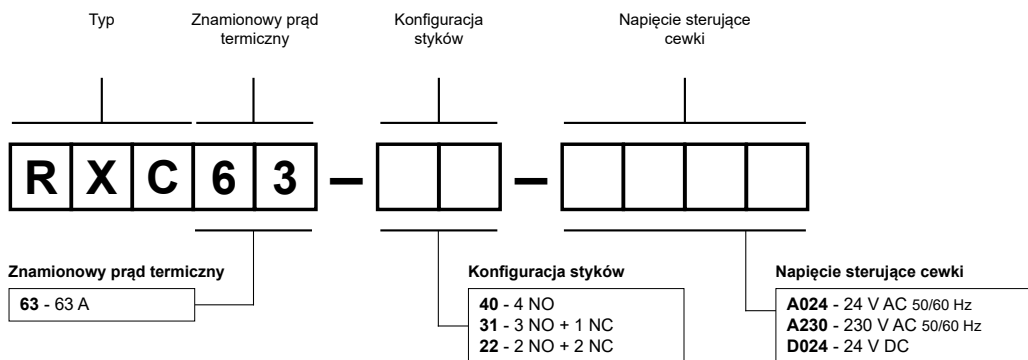 Typ
Znamionowy prąd
termiczny
Konfiguracja
styków
Napięcie sterujące
cewki
R X C 6 3 – –
Znamionowy prąd termiczny
63 - 63 A
Konfiguracja styków
40 - 4 NO
31 - 3 NO + 1 NC
22 - 2 NO + 2 NC
Napięcie sterujące cewki
A024 - 24 V AC 50/60 Hz
A230 - 230 V AC 50/60 Hz
D024 - 24 V DC